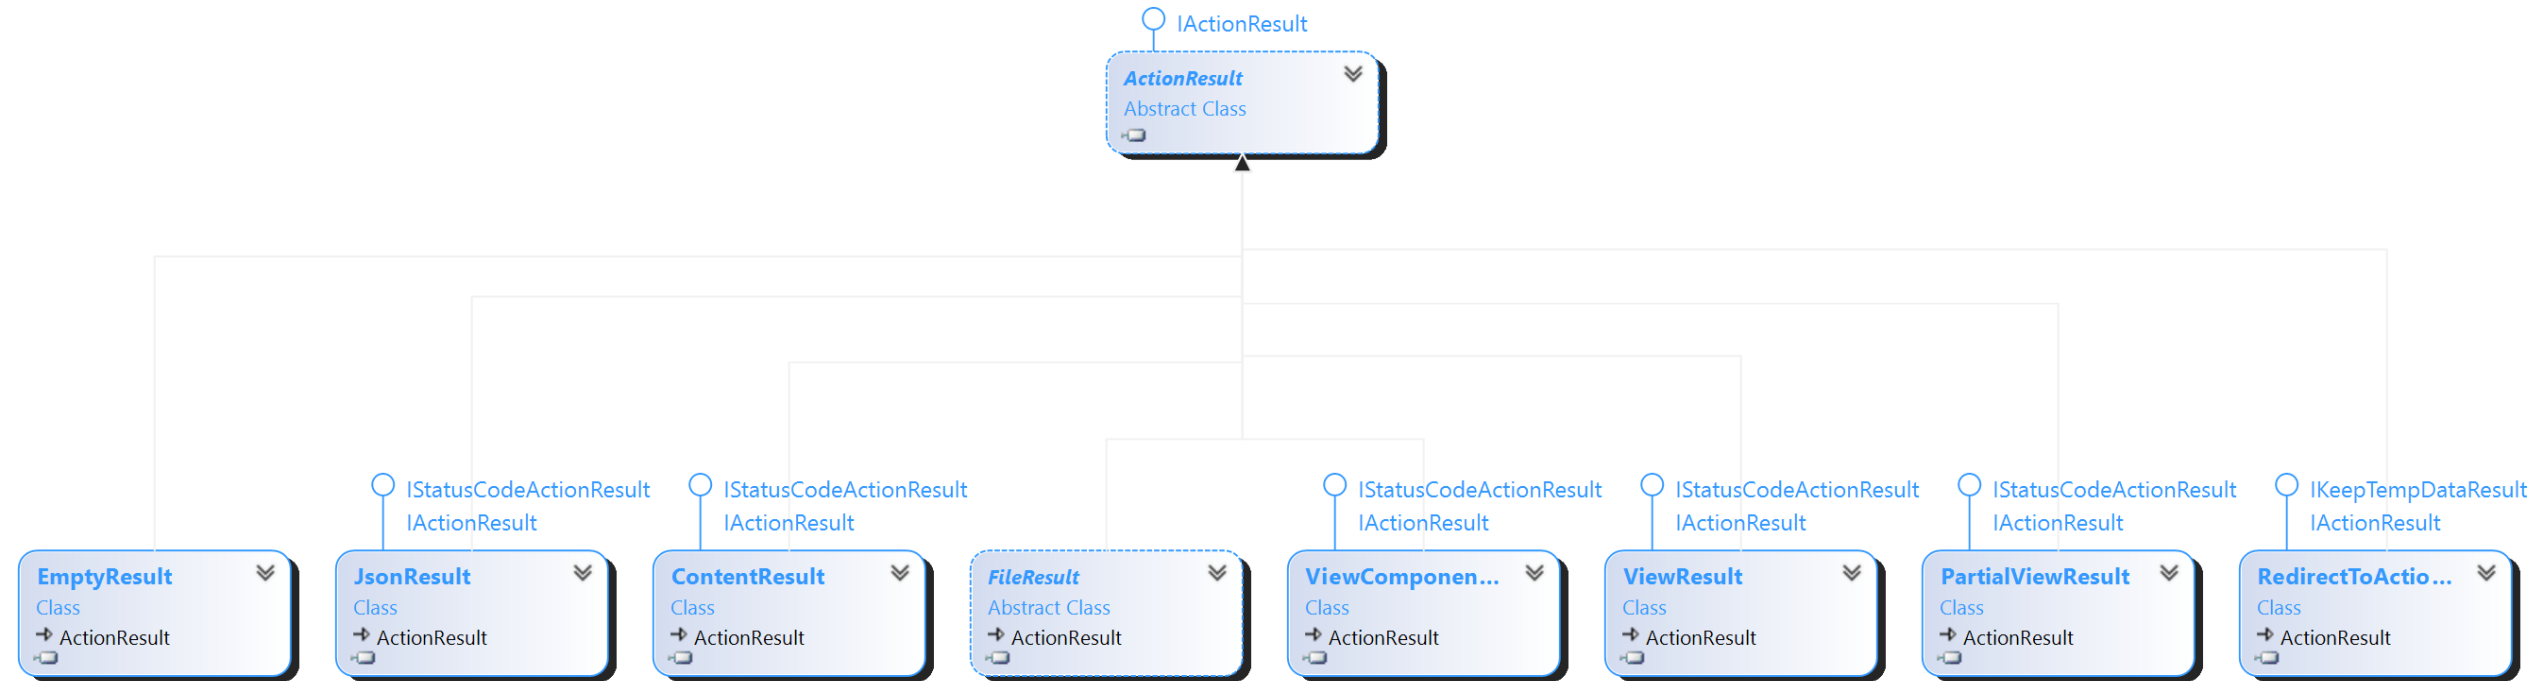 IActionResult
ActionResult
Abstract Class
IStatusCodeActionResult
IActionResult
IStatusCodeActionResult
IActionResult
IStatusCodeActionResult
IActionResult
IStatusCodeActionResult
IActionResult
IStatusCodeActionResult
IActionResult
IKeepTempDataResult
IActionResult
EmptyResult
Class
ActionResult
JsonResult
Class
ActionResult
ContentResult
Class
ActionResult
FileResult
Abstract Class
ActionResult
ViewComponen...
Class
ActionResult
ViewResult
Class
ActionResult
PartialViewResult
Class
ActionResult
RedirectToActio...
Class
ActionResult